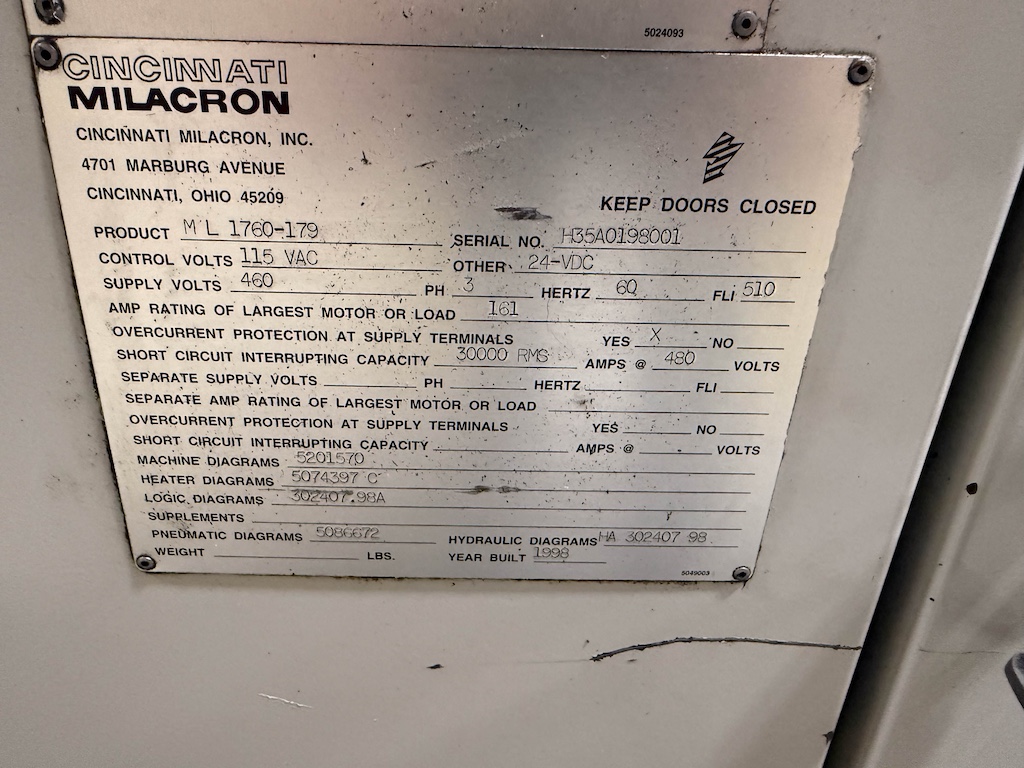 5024093
CINCINNATI
MILACRON
CINCINNATI MILACRON, INC.
4701 MARBURG AVENUE
CINCINNATI, OHIO 45209
KEEP DOORS CLOSED
PRODUCT M L 1760-179 SERIAL NO. H35A0198001
CONTROL VOLTS 115 VAC OTHER 24-VDC
SUPPLY VOLTS 460 PH 3 HERTZ 60 FLI 510
AMP RATING OF LARGEST MOTOR OR LOAD 161
OVERCURRENT PROTECTION AT SUPPLY TERMINALS YES X NO
SHORT CIRCUIT INTERRUPTING CAPACITY 30000 RMS AMPS @ 480 VOLTS
SEPARATE SUPPLY VOLTS PH HERTZ FLI
SEPARATE AMP RATING OF LARGEST MOTOR OR LOAD
OVERCURRENT PROTECTION AT SUPPLY TERMINALS YES NO
SHORT CIRCUIT INTERRUPTING CAPACITY AMPS @ VOLTS
MACHINE DIAGRAMS 5201570
HEATER DIAGRAMS 5074397 C
LOGIC DIAGRAMS 302407 98A
SUPPLEMENTS
PNEUMATIC DIAGRAMS 5086672 HYDRAULIC DIAGRAMS HA 302407 98
WEIGHT LBS. YEAR BUILT 1998
5049003